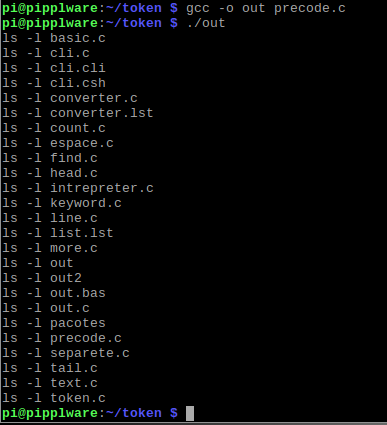 pi@pipplware:~/token $ gcc -o out precode.c
pi@pipplware:~/token $ ./out
ls -l basic.c
ls -l cli.c
ls -l cli.cli
ls -l cli.csh
ls -l converter.c
ls -l converter.lst
ls -l count.c
ls -l espace.c
ls -l find.c
ls -l head.c
ls -l intrepreter.c
ls -l keyword.c
ls -l line.c
ls -l list.lst
ls -l more.c
ls -l out
ls -l out2
ls -l out.bas
ls -l out.c
ls -l pacotes
ls -l precode.c
ls -l separete.c
ls -l tail.c
ls -l text.c
ls -l token.c
pi@pipplware:~/token $